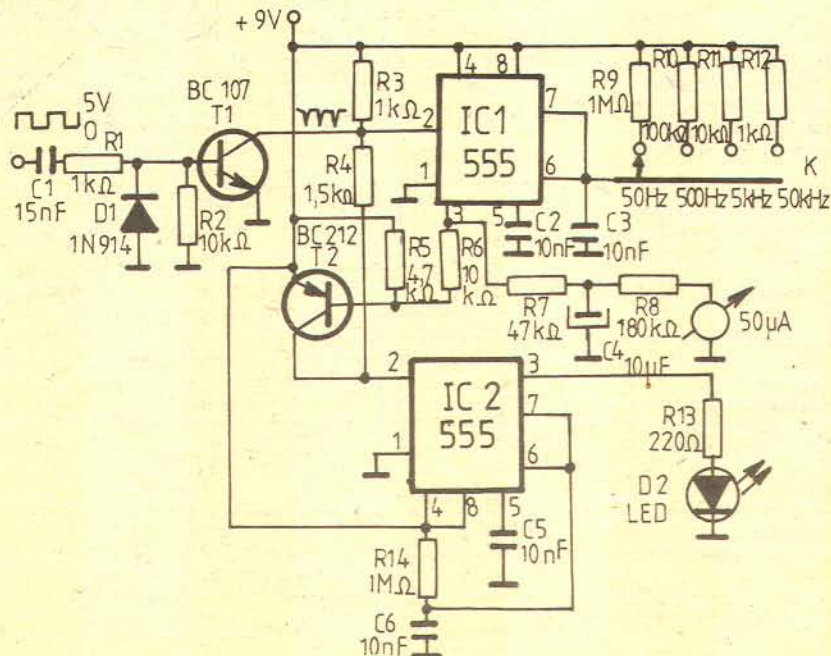 + 9V
BC 107
T1
5V
0
C1
15nF
R1
1kΩ
D1
1N914
R2
10kΩ
R3
1kΩ
R4
1,5kΩ
4
8
2
7
IC1
555
1
6
3
5
C2
10nF
C3
10nF
R9
1MΩ
R10
100kΩ
R11
10kΩ
R12
1kΩ
K
50Hz 500Hz 5kHz 50kHz
BC212
T2
R5
4,7
kΩ
R6
10
kΩ
R7
47kΩ
R8
180kΩ
C4
10µF
50µA
2
3
IC 2
555
7
1
6
4
8
5
C5
10nF
R13
220Ω
D2
LED
R14
1MΩ
C6
10nF